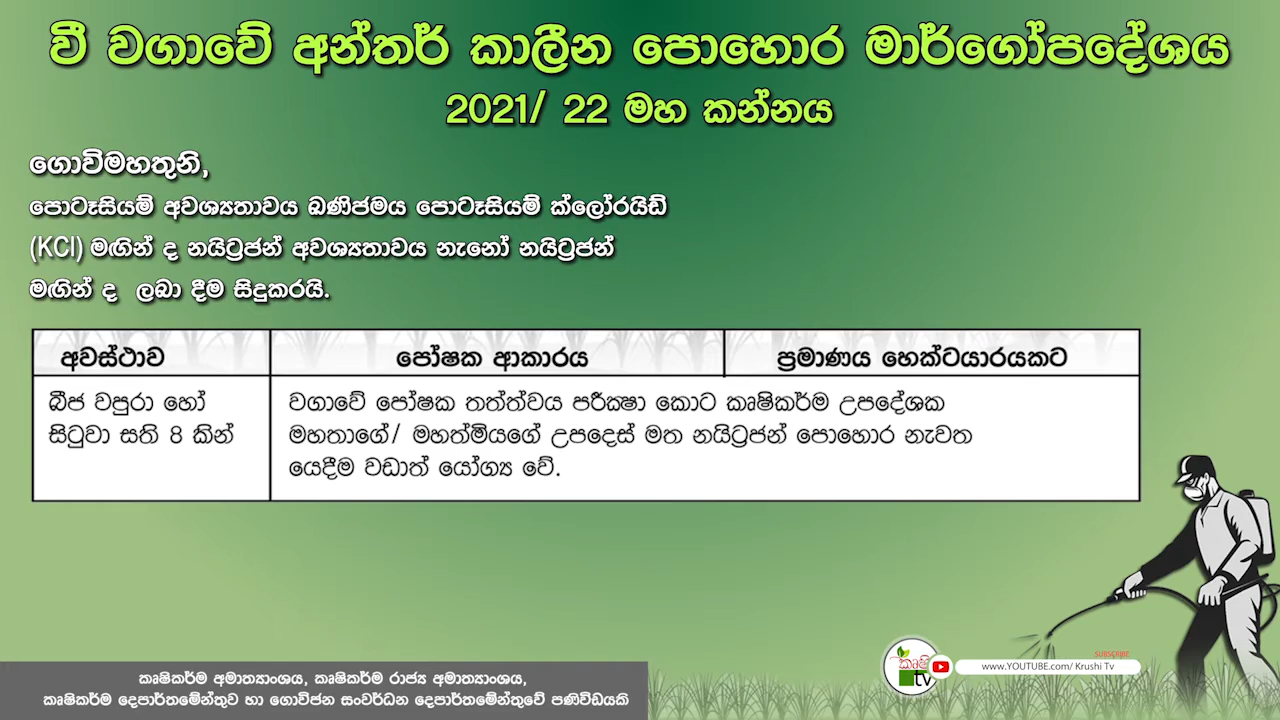 වී වගාවේ අන්තර් කාලීන පොහොර මාර්ගෝපදේශය
2021/ 22 මහ කන්නය
ගොවිමහතුනි,
පොටෑසියම් අවශ්‍යතාවය ඛණිජමය පොටෑසියම් ක්ලෝරයිඩ්
(KCl) මඟින් ද නයිට්‍රජන් අවශ්‍යතාවය නැනෝ නයිට්‍රජන්
මඟින් ද ලබා දීම සිදුකරයි.
අවස්ථාව පෝෂක ආකාරය ප්‍රමාණය හෙක්ටයාරයකට
බීජ වපුරා හෝ
සිටුවා සති 8 කින්
වගාවේ පෝෂක තත්ත්වය පරීක්‍ෂා කොට කෘෂිකර්ම උපදේශක
මහතාගේ/ මහත්මියගේ උපදෙස් මත නයිට්‍රජන් පොහොර නැවත
යෙදීම වඩාත් යෝග්‍ය වේ.
කෘෂිකර්ම අමාත්‍යාංශය, කෘෂිකර්ම රාජ්‍ය අමාත්‍යාංශය,
කෘෂිකර්ම දෙපාර්තමේන්තුව හා ගොවිජන සංවර්ධන දෙපාර්තමේන්තුවේ පණිවිඩයකි
කෘෂි
tv
SUBSCRIBE
www.YOUTUBE.com/ Krushi Tv